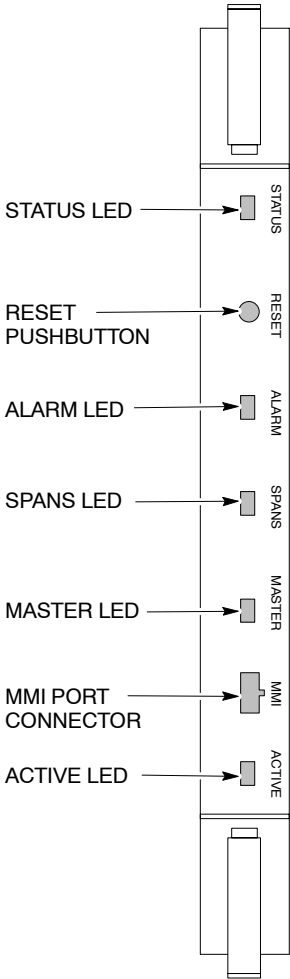 STATUS LED
STATUS
RESET
PUSHBUTTON
RESET
ALARM LED
ALARM
SPANS LED
SPANS
MASTER LED
MASTER
MMI PORT
CONNECTOR
MMI
ACTIVE LED
ACTIVE